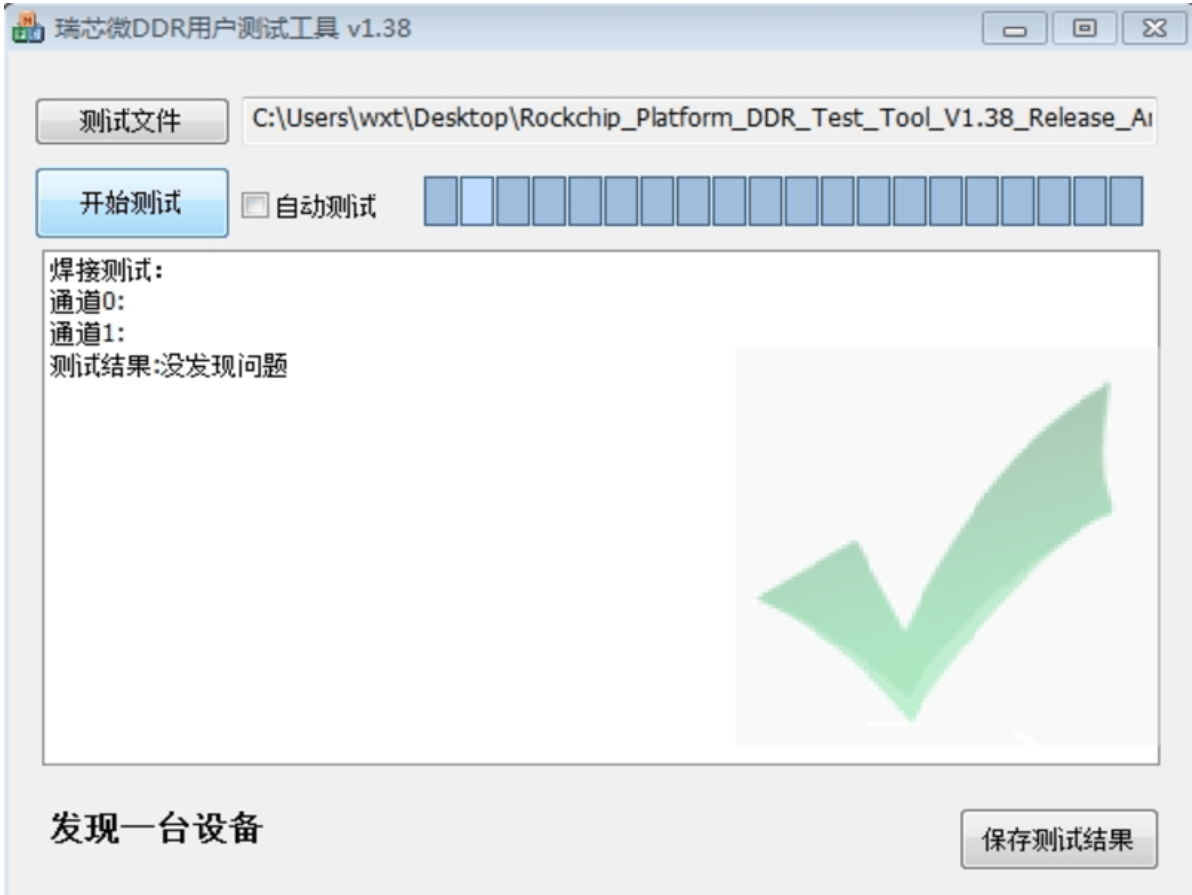 瑞芯微DDR用户测试工具 v1.38
测试文件 C:\Users\wxt\Desktop\Rockchip_Platform_DDR_Test_Tool_V1.38_Release_
开始测试 自动测试
焊接测试:
通道0:
通道1:
测试结果:没发现问题
发现一台设备
保存测试结果